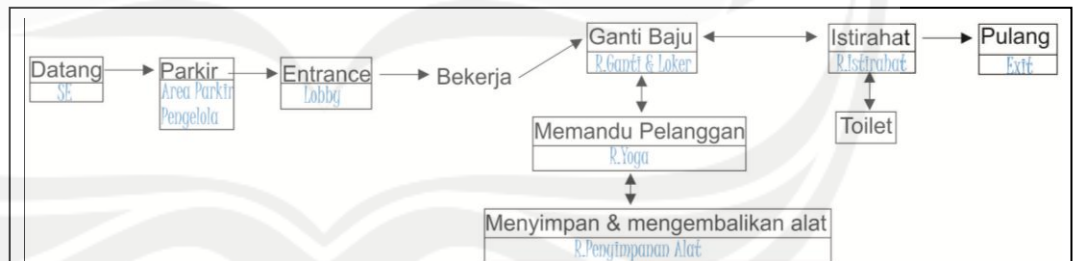 Datang
SE
Parkir
Area Parkir
Pengelola
Entrance
Lobby
Bekerja
Ganti Baju
R.Ganti & Loker
Memandu Pelanggan
R.Yoga
Menyimpan & mengembalikan alat
R.Penyimpanan Alat
Istirahat
R.Istirahat
Toilet
Pulang
Exit